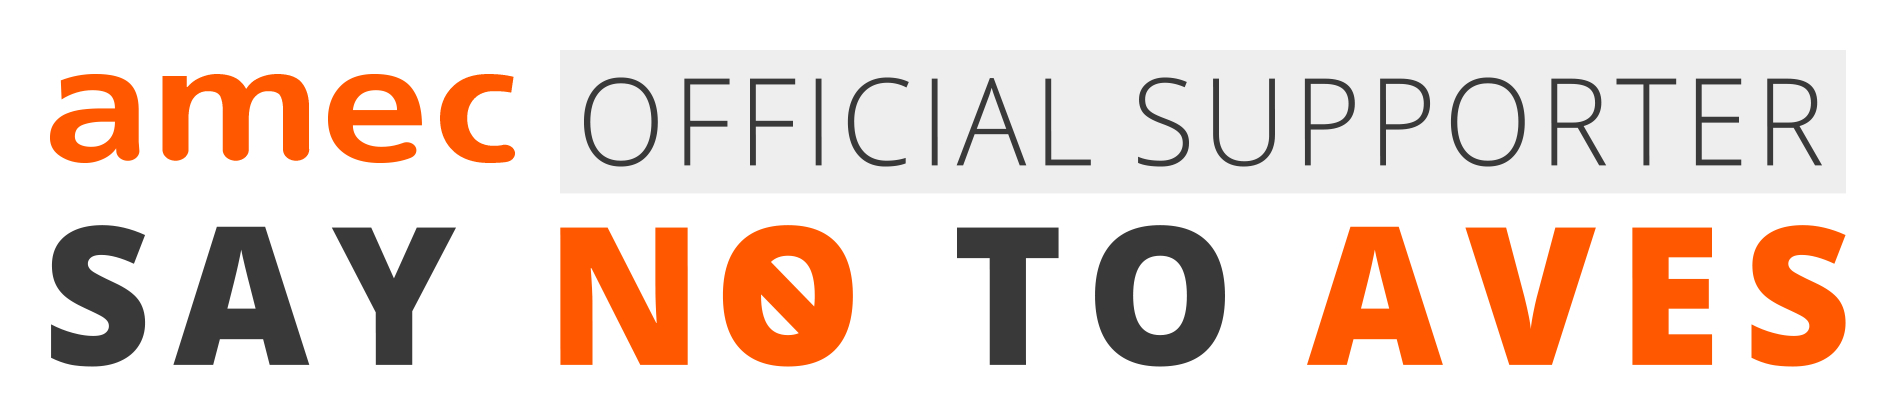 amec OFFICIAL SUPPORTER
SAY NO TO AVES